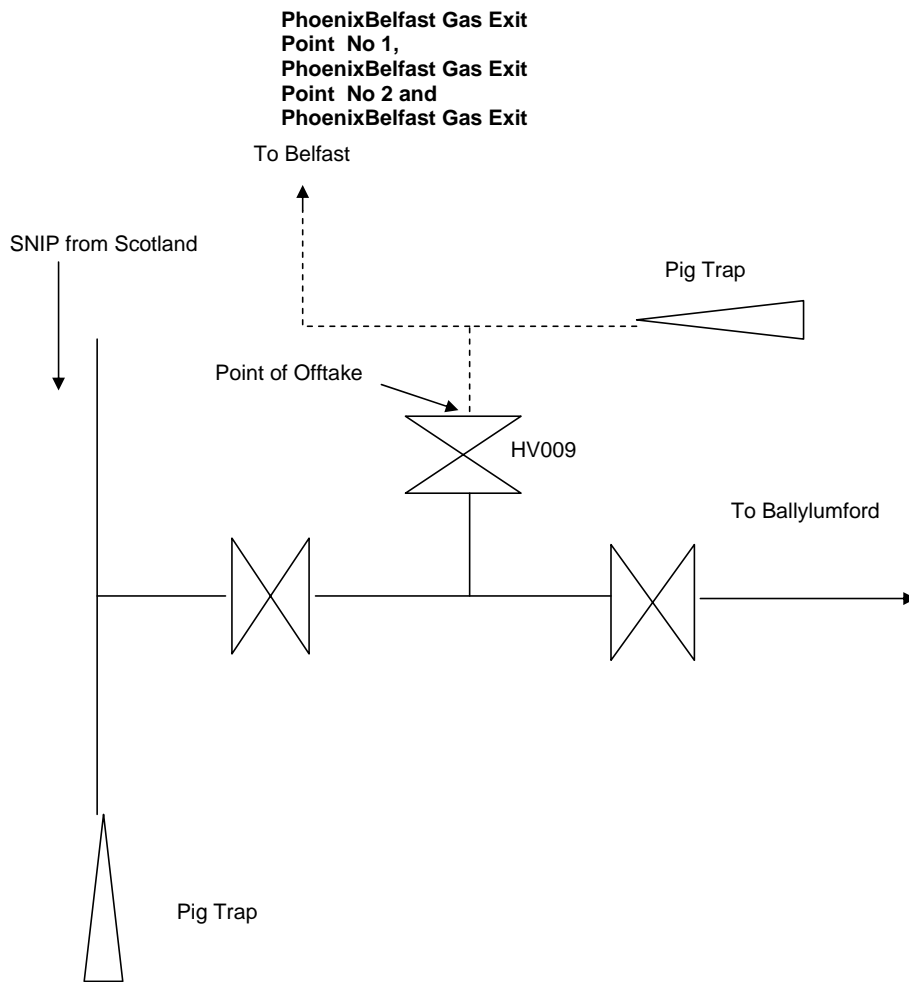 PhoenixBelfast Gas Exit
Point No 1,
PhoenixBelfast Gas Exit
Point No 2 and
PhoenixBelfast Gas Exit
To Belfast
SNIP from Scotland
Pig Trap
Point of Offtake
HV009
To Ballylumford
Pig Trap